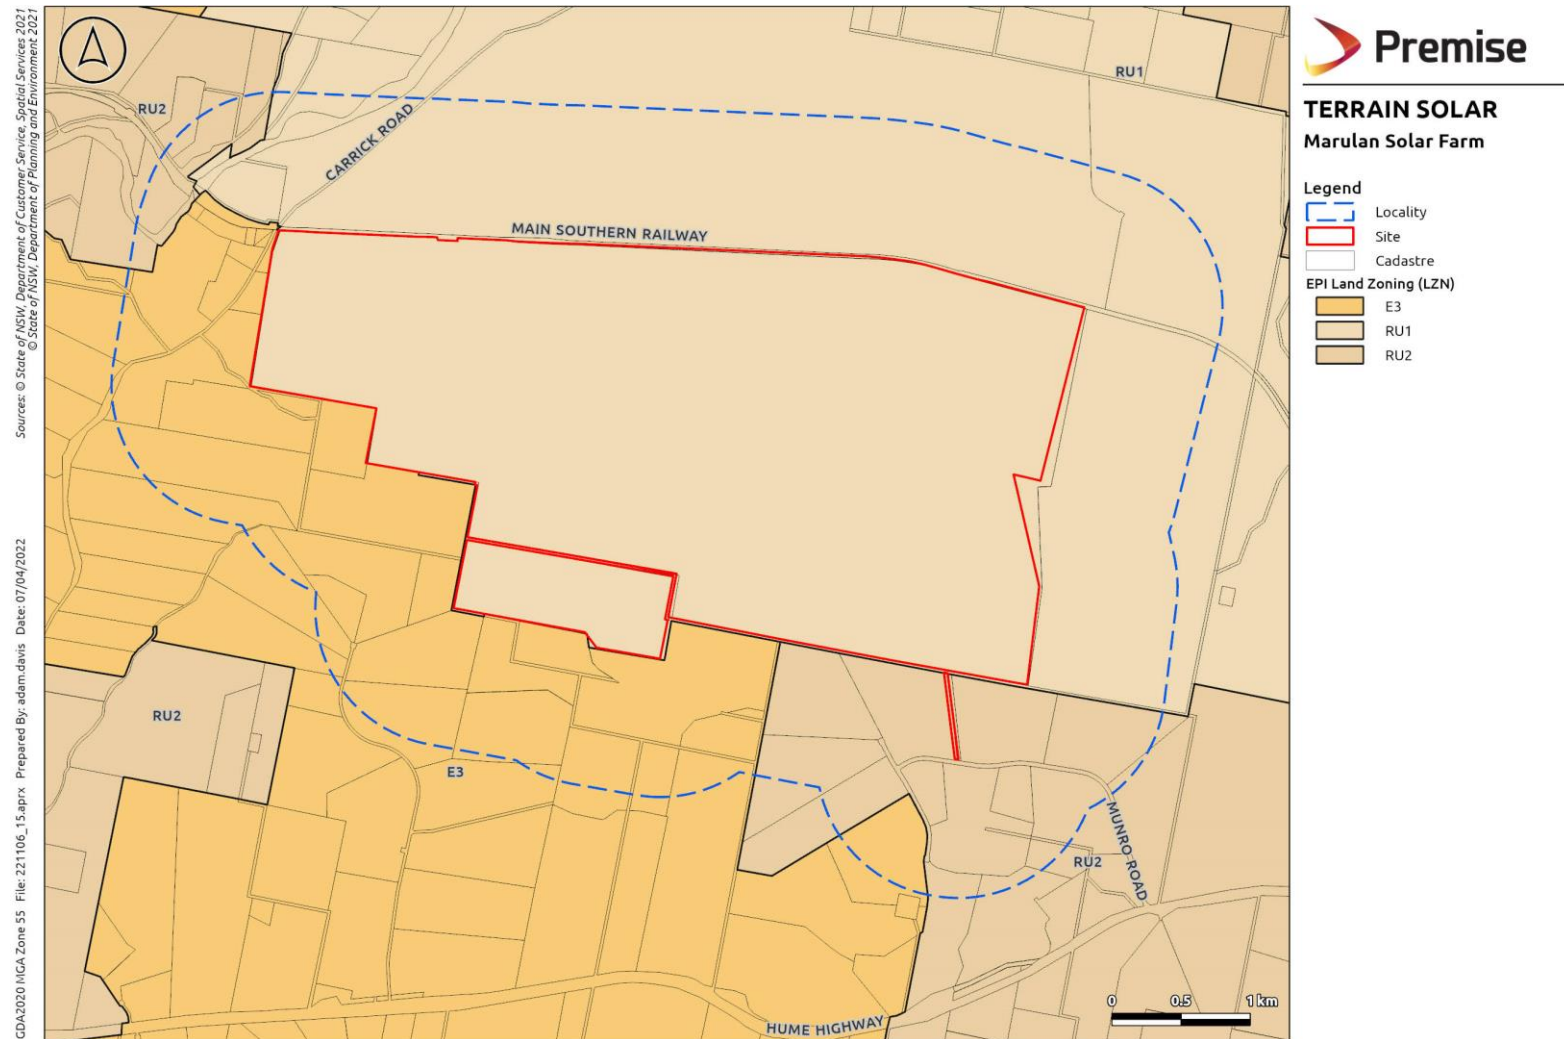 Sources: © State of NSW, Department of Customer Service, Spatial Services 2021
© State of NSW, Department of Planning and Environment 2021
GDA2020 MGA Zone 55 File: 221106_15.aprx Prepared By: adam.davis Date: 07/04/2022
RU1
RU2
CARRICK ROAD
MAIN SOUTHERN RAILWAY
RU2
E3
MUNRO ROAD
RU2
HUME HIGHWAY
0 0.5 1 km
Premise
TERRAIN SOLAR
Marulan Solar Farm
Legend
Locality
Site
Cadastre
EPI Land Zoning (LZN)
E3
RU1
RU2